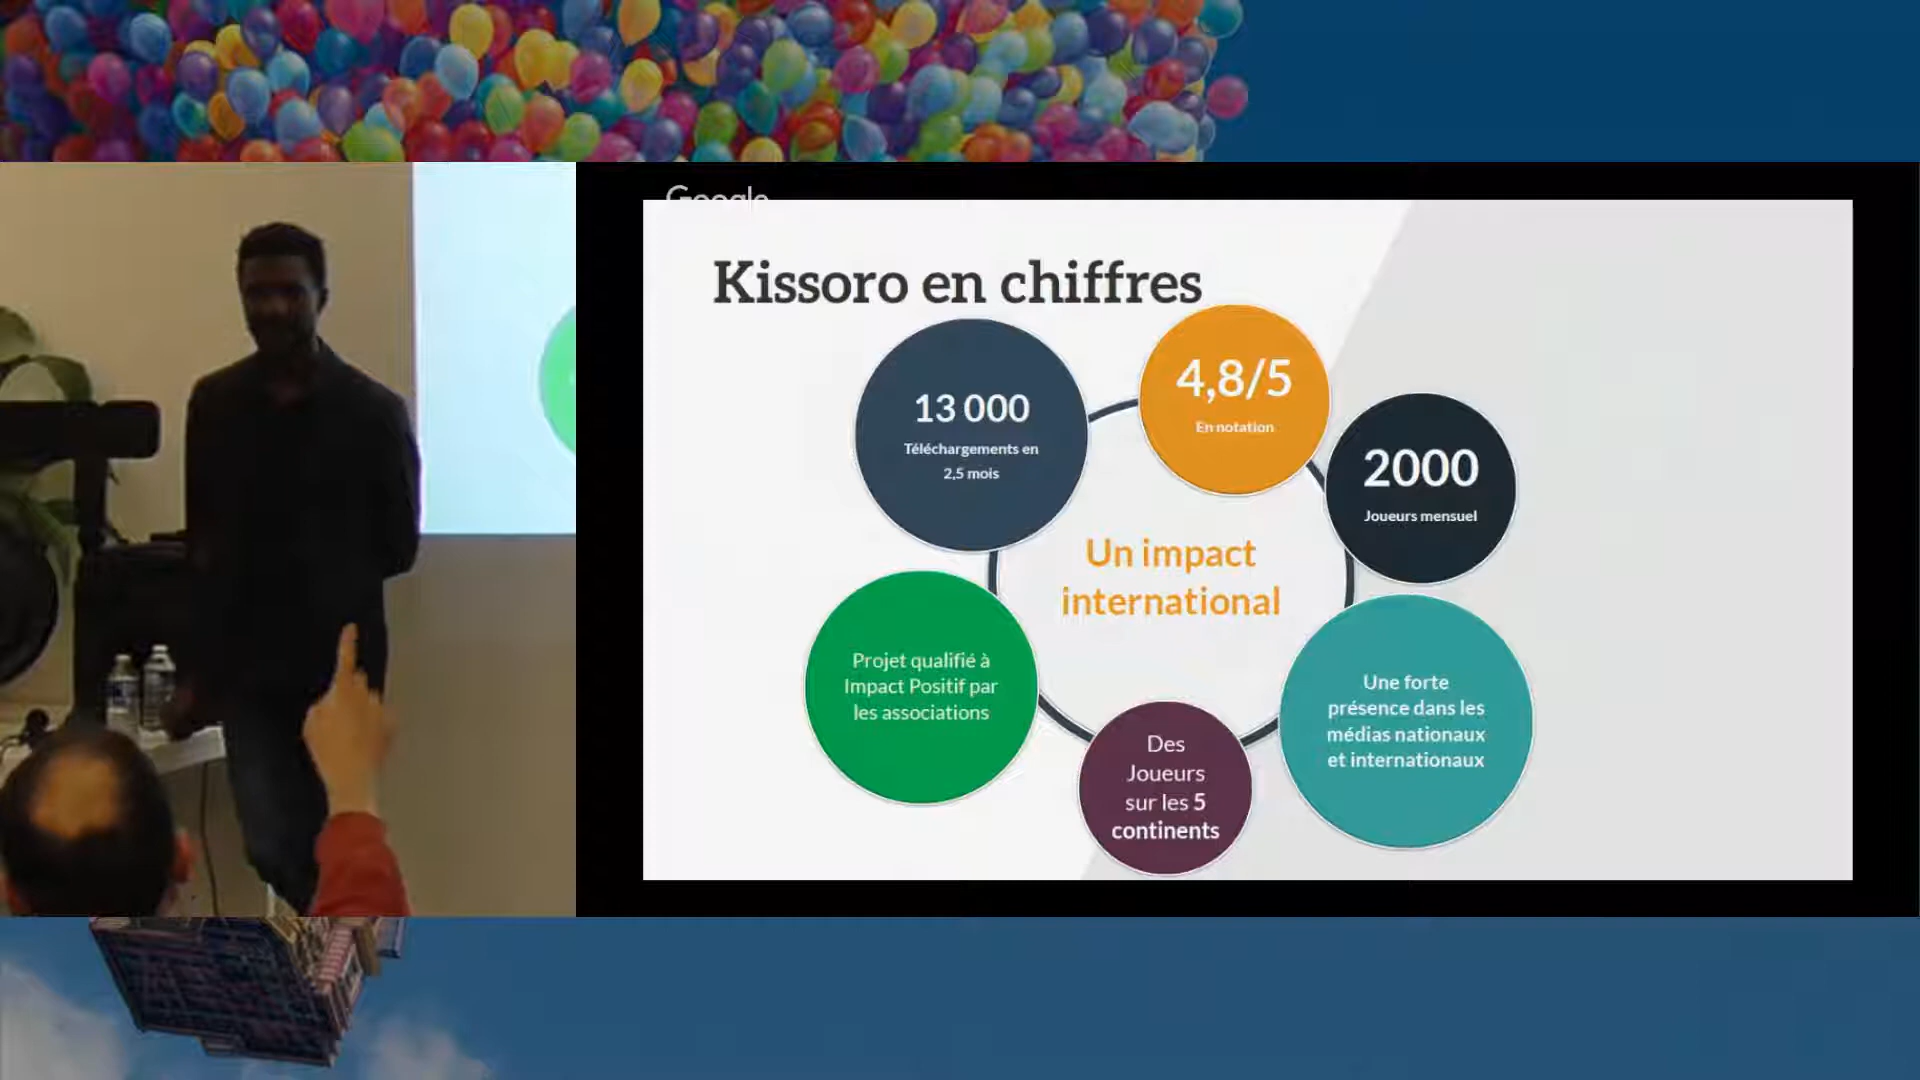 Google
Kissoro en chiffres
13 000
Téléchargements en
2,5 mois
4,8/5
En notation
2000
Joueurs mensuel
Un impact
international
Projet qualifié à
Impact Positif par
les associations
Des
Joueurs
sur les 5
continents
Une forte
présence dans les
médias nationaux
et internationaux